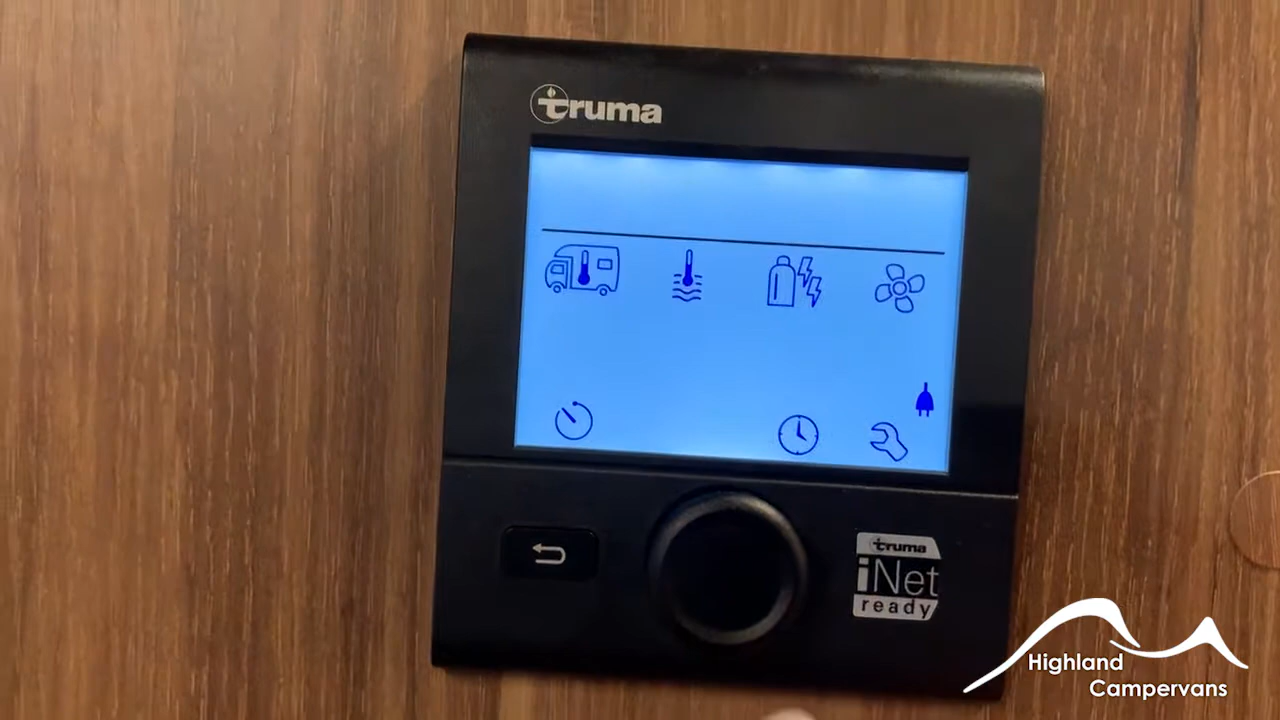 truma
truma
iNet
ready
Highland
Campervans